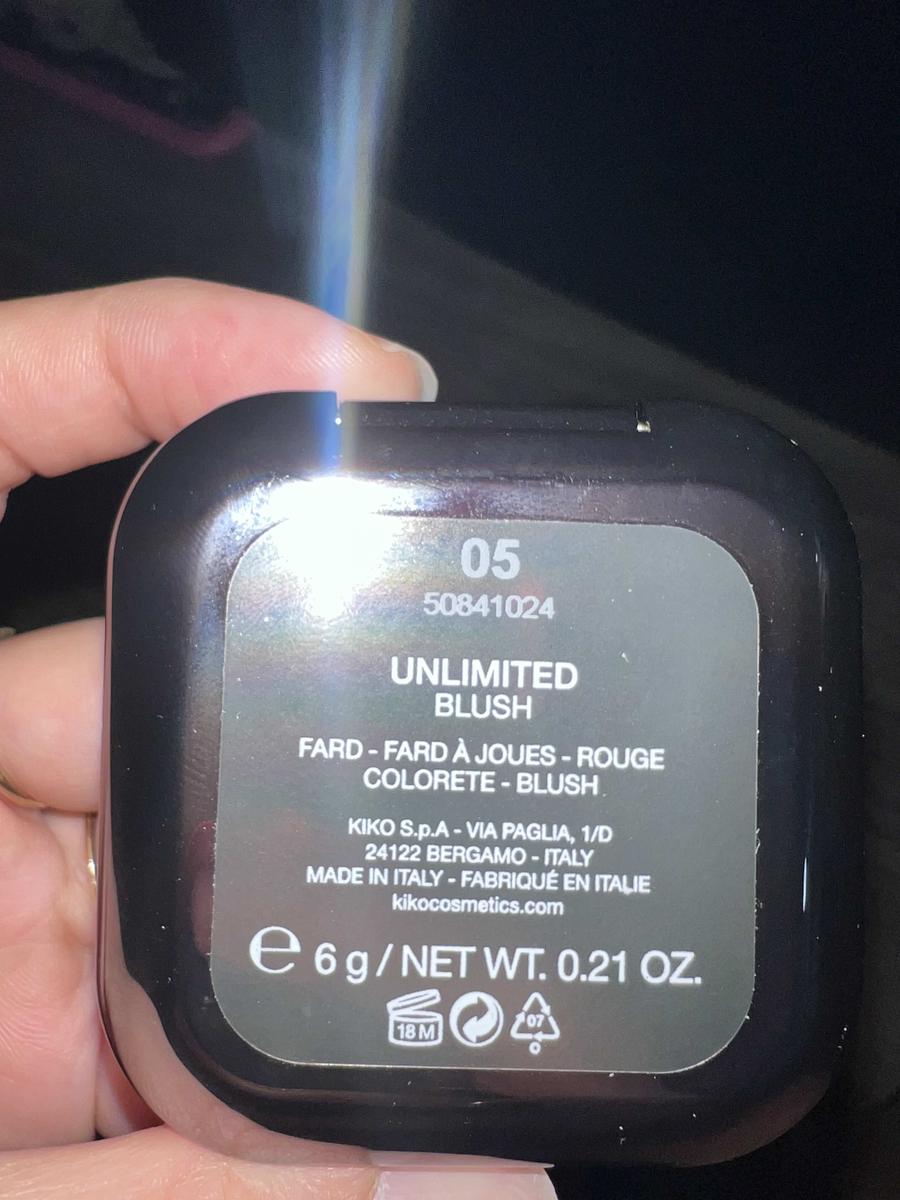 05
50841024
UNLIMITED
BLUSH
FARD - FARD À JOUES - ROUGE
COLORETE - BLUSH
KIKO S.p.A - VIA PAGLIA, 1/D
24122 BERGAMO - ITALY
MADE IN ITALY - FABRIQUÉ EN ITALIE
kikocosmetics.com
e 6 g / NET WT. 0.21 OZ.
18 M 07
O